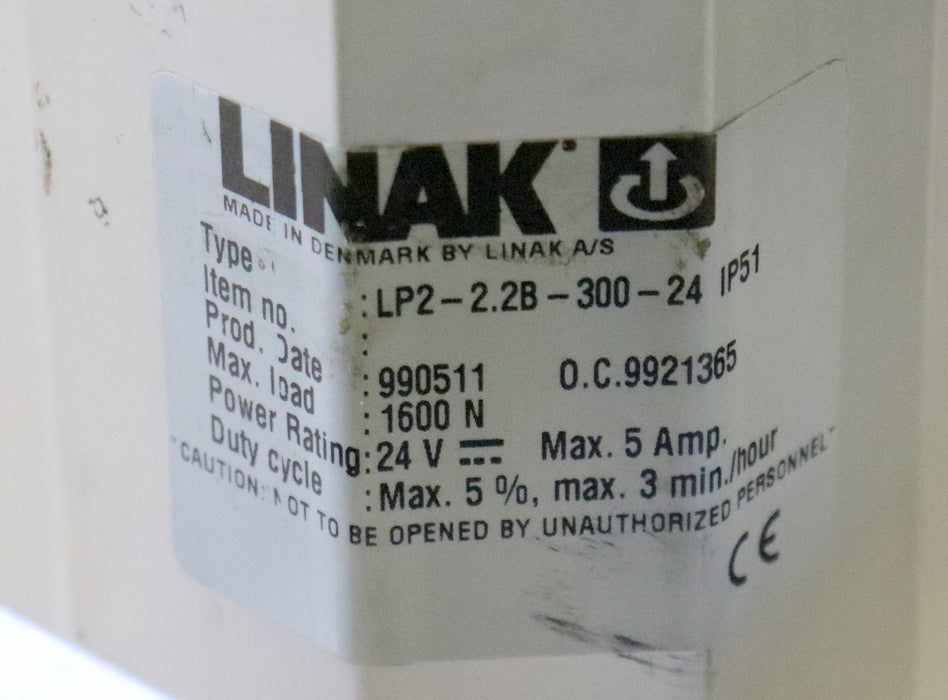 LINAK
MADE IN DENMARK BY LINAK A/S
Type : LP2-2.2B-300-24 IP51
Item no. :
Prod. Date : 990511 O.C.9921365
Max. load : 1600 N
Power Rating: 24 V Max. 5 Amp.
Duty cycle : Max. 5 %, max. 3 min./hour
"CAUTION: NOT TO BE OPENED BY UNAUTHORIZED PERSONNEL"
CE